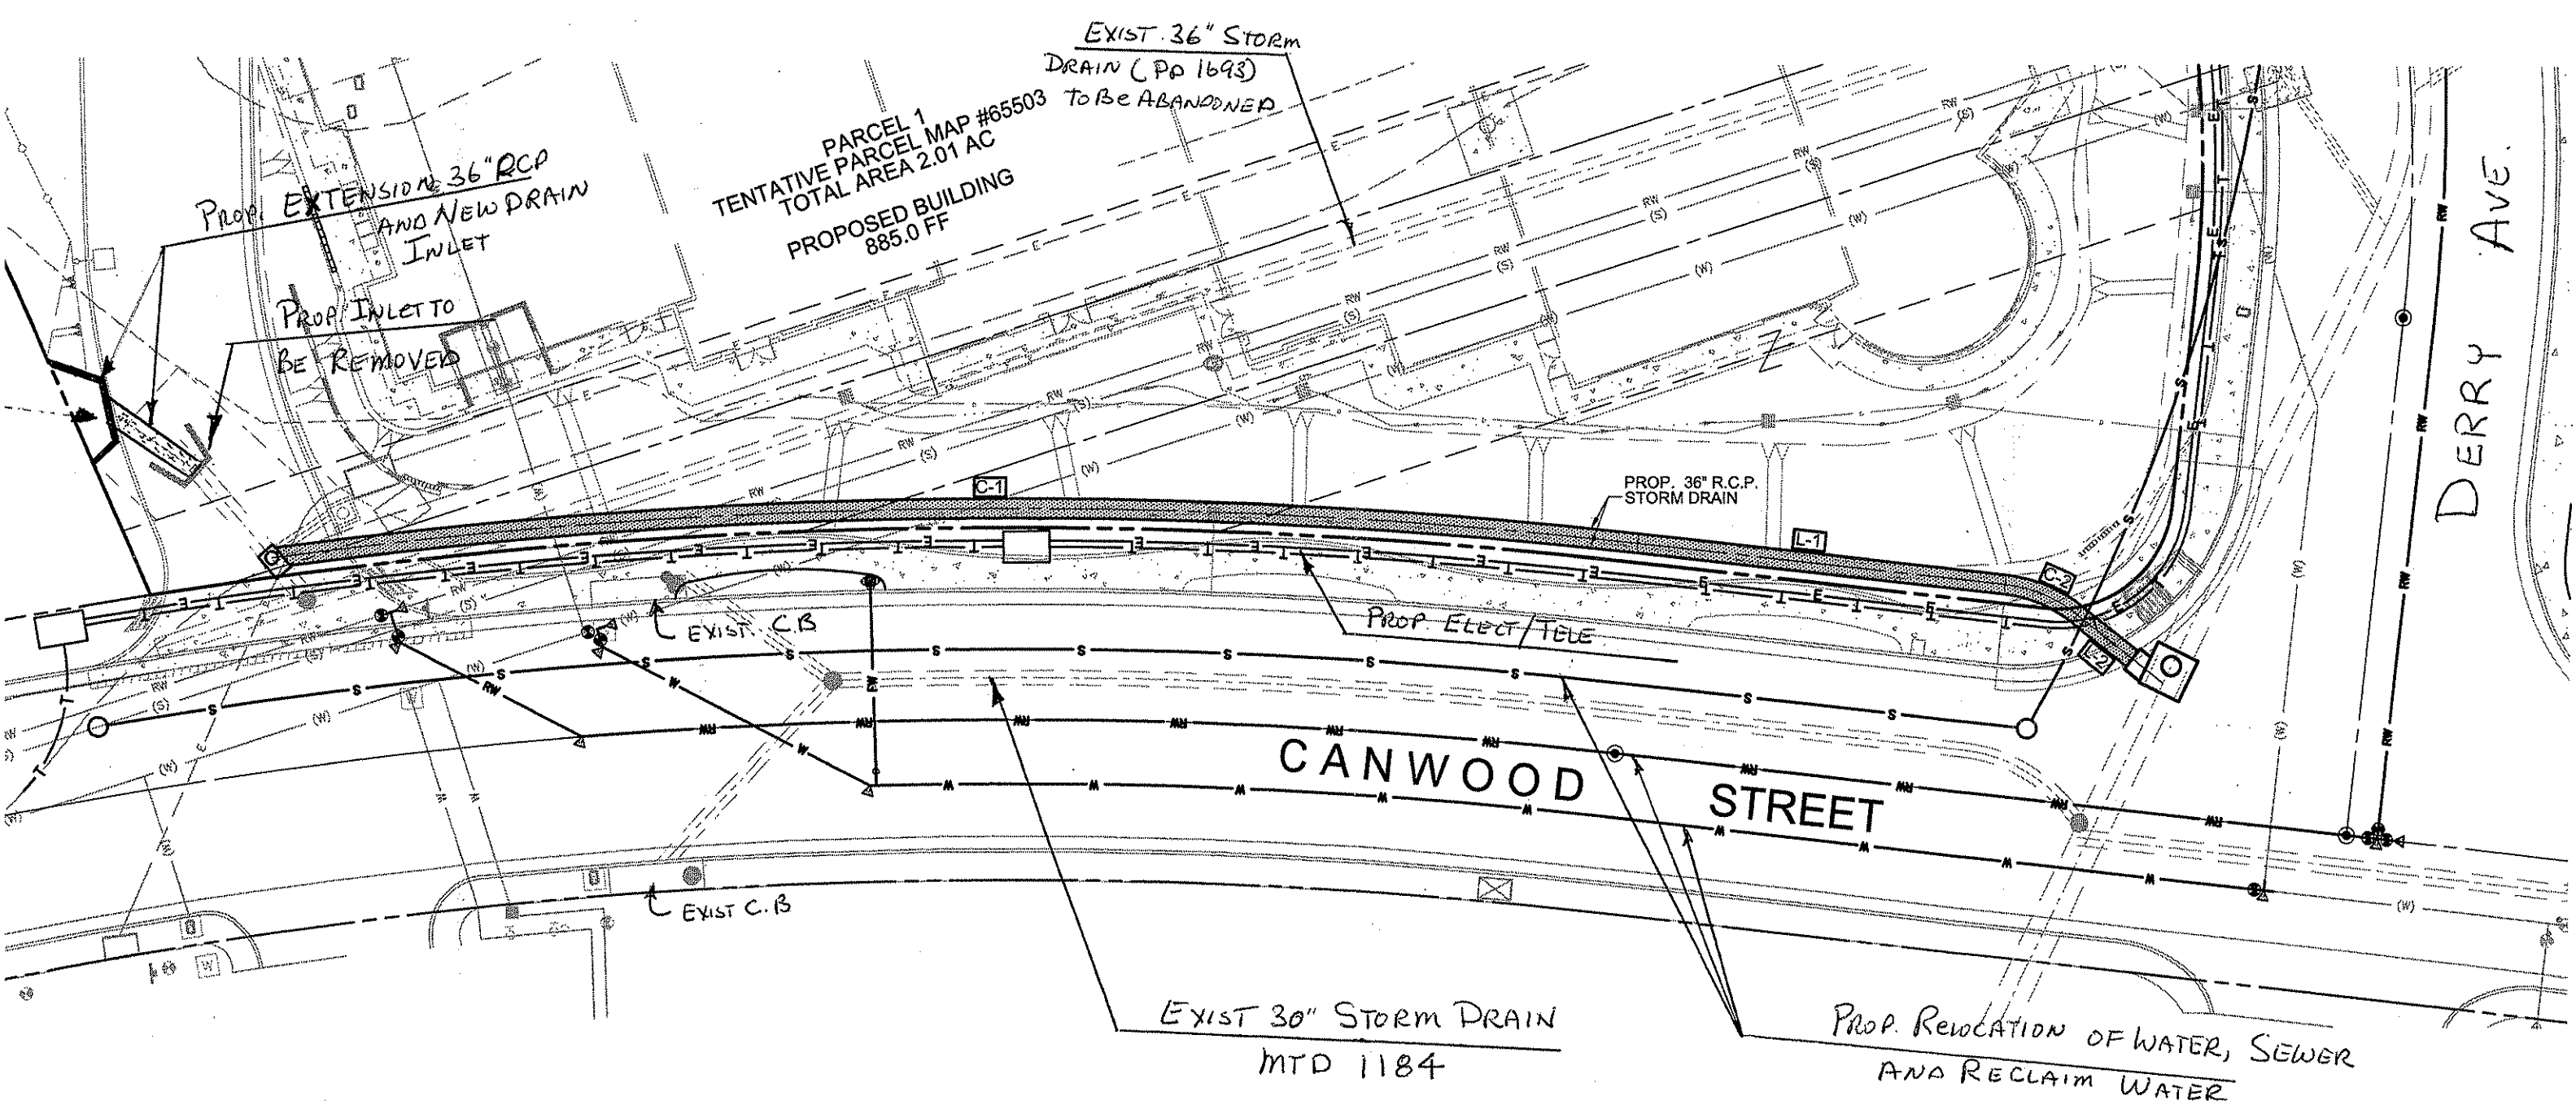 EXIST. 36" STORM
DRAIN (PD 1693)
TO BE ABANDONED
PARCEL 1
TENTATIVE PARCEL MAP #65503
TOTAL AREA 2.01 AC
PROPOSED BUILDING
885.0 FF
PROP. EXTENSION 36" RCP
AND NEW DRAIN
INLET
PROP. INLET TO
BE REMOVED
DERRY AVE.
C-1
PROP. 36" R.C.P.
STORM DRAIN
L-1
C-2
L-2
EXIST. C.B
PROP. ELECT/TELE
CANWOOD STREET
EXIST C.B
EXIST 30" STORM DRAIN
MTD 1184
PROP. RELOCATION OF WATER, SEWER
AND RECLAIM WATER